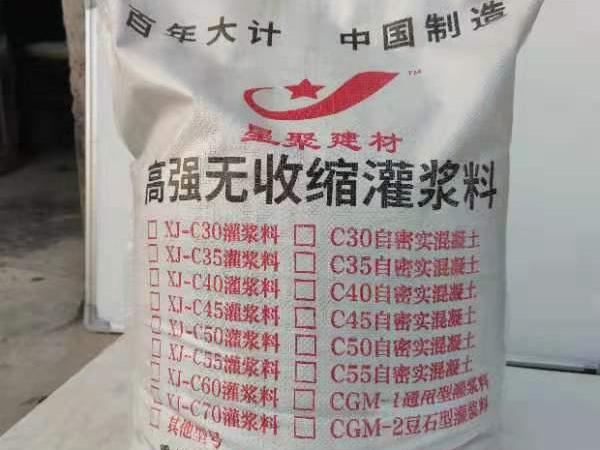 百年大计 中国制造
TM
星聚建材
高强无收缩灌浆料
□ XJ-C30灌浆料 □ C30自密实混凝土
□ XJ-C35灌浆料 □ C35自密实混凝土
□ XJ-C40灌浆料 □ C40自密实混凝土
□ XJ-C45灌浆料 □ C45自密实混凝土
□ XJ-C50灌浆料 □ C50自密实混凝土
□ XJ-C55灌浆料 □ C55自密实混凝土
□ XJ-C60灌浆料 □ CGM-1通用型灌浆料
□ XJ-C70灌浆料 □ CGM-2豆石型灌浆料
□ 其他型号